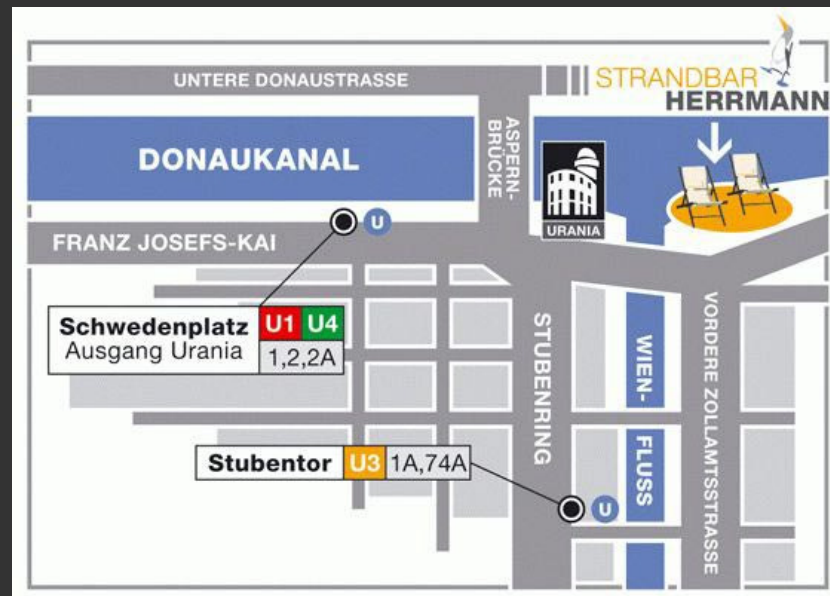 UNTERE DONAUSTRASSE
STRANDBAR
HERRMANN
DONAUKANAL
ASPERN-
BRÜCKE
URANIA
U
FRANZ JOSEFS-KAI
Schwedenplatz U1 U4
Ausgang Urania 1,2,2A
STUBENRING
WIEN-
FLUSS
VORDERE ZOLLAMTSSTRASSE
Stubentor U3 1A,74A
U